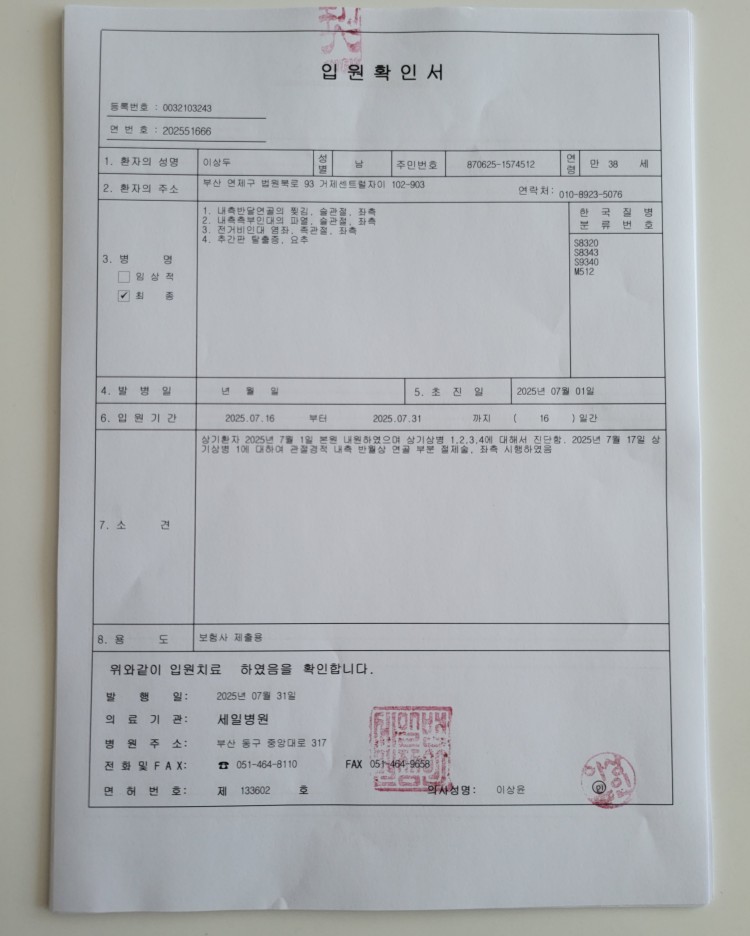 입원확인서
등록번호 : 0032103243
연 번 호 : 202551666
1. 환자의 성명 이상두 성별 남 주민번호 870625-1574512 연령 만 38 세
2. 환자의 주소 부산 연제구 법원북로 93 거제센트럴자이 102-903 연락처: 010-8923-5076
3. 병 명
임상적
✔ 최 종
1. 내측반달연골의 찢김, 슬관절, 좌측
2. 내측측부인대의 파열, 슬관절, 좌측
3. 전거비인대 염좌, 족관절, 좌측
4. 추간판 탈출증, 요추
한 국 질 병
분 류 번 호
S8320
S8343
S9340
M512
4. 발 병 일 년 월 일 5. 초 진 일 2025년 07월 01일
6. 입 원 기 간 2025.07.16 부터 2025.07.31 까지 ( 16 ) 일간
7. 소 견
상기환자 2025년 7월 1일 본원 내원하였으며 상기상병 1,2,3,4에 대해서 진단함. 2025년 7월 17일 상
기상병 1에 대하여 관절경적 내측 반월상 연골 부분 절제술, 좌측 시행하였음
8. 용 도 보험사 제출용
위와같이 입원치료 하였음을 확인합니다.
발 행 일: 2025년 07월 31일
의 료 기 관: 세일병원
병 원 주 소: 부산 동구 중앙대로 317
전 화 및 F A X: ☎ 051-464-8110 FAX 051-464-9658
면 허 번 호: 제 133602 호 의사성명: 이상윤 인